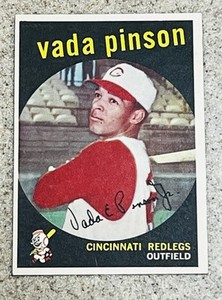 vada pinson
C
Vada E Pinson Jr
CINCINNATI REDLEGS
OUTFIELD